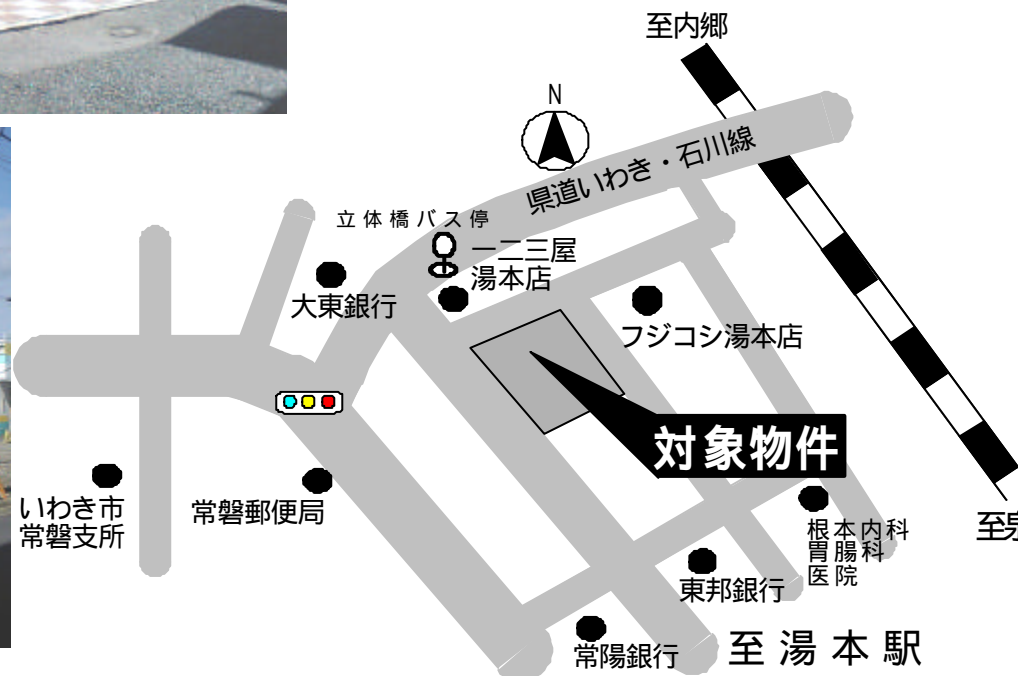 至内郷
N
県道いわき・石川線
立体橋バス停
一二三屋
湯本店
大東銀行
フジコシ湯本店
対象物件
いわき市
常磐支所
常磐郵便局
根本内科
胃腸科
医院
東邦銀行
常陽銀行
至湯本駅